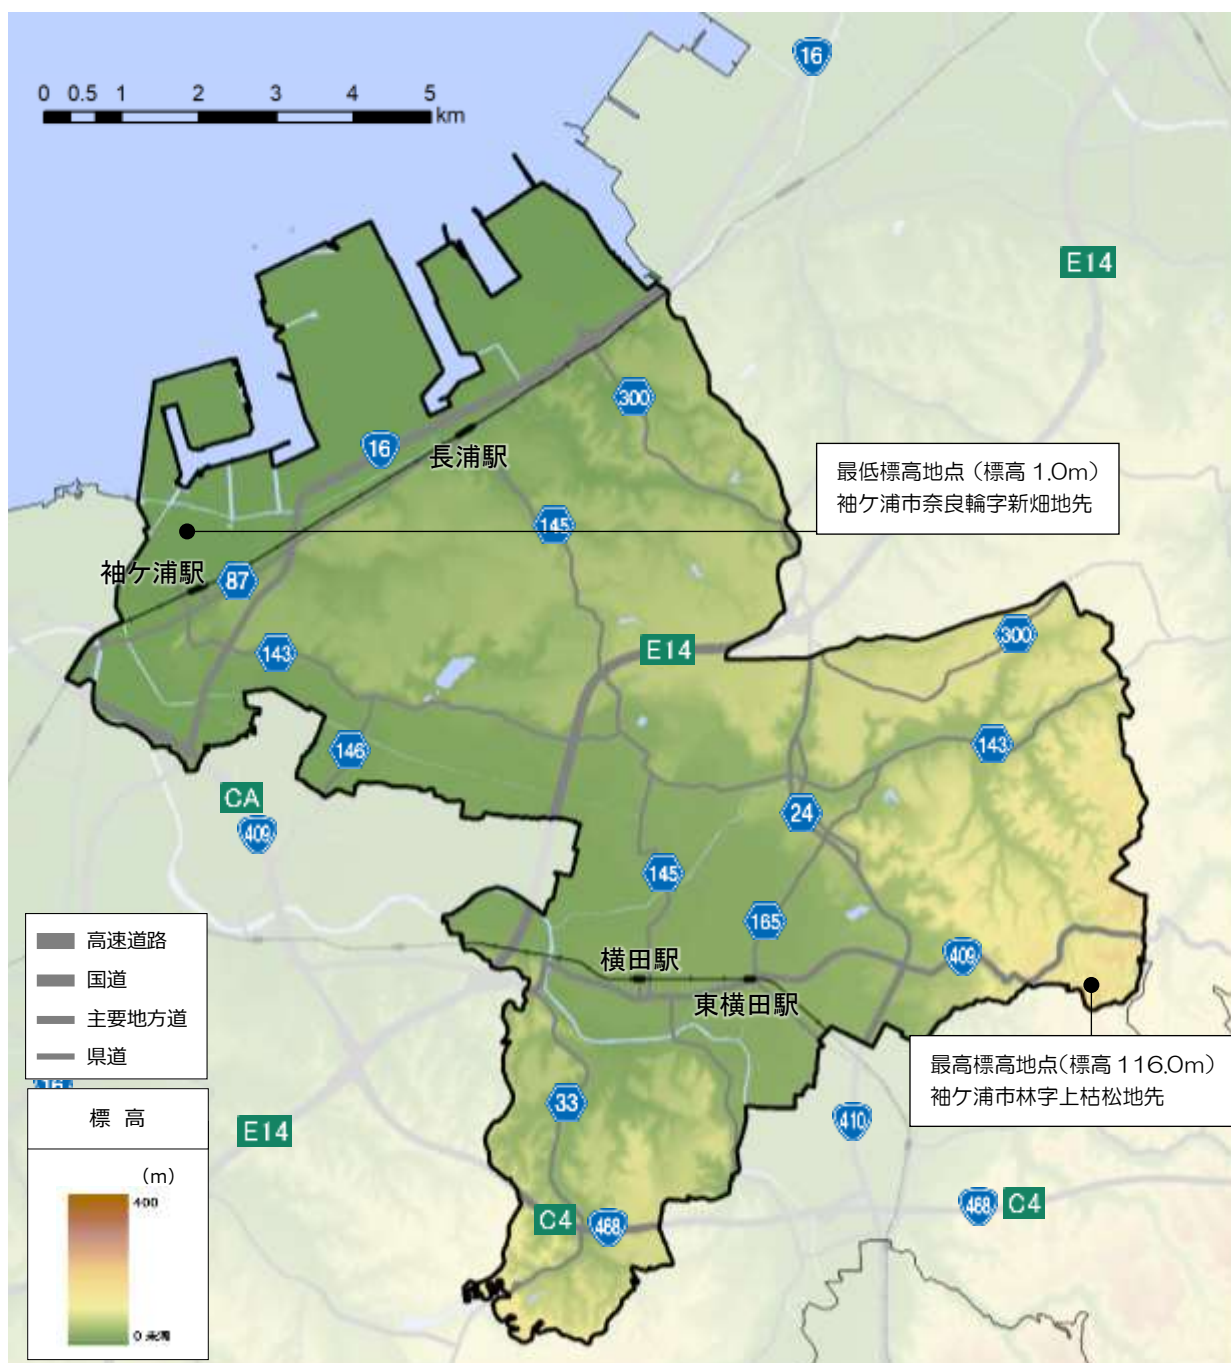 0 0.5 1 2 3 4 5
km
16
E14
300
16
長浦駅
最低標高地点（標高 1.0m）
袖ケ浦市奈良輪字新畑地先
145
袖ケ浦駅
87
143
E14
300
146
143
CA
409
24
145
165
高速道路
国道
主要地方道
県道
横田駅
409
東横田駅
16
最高標高地点（標高 116.0m）
袖ケ浦市林字上枯松地先
33
410
E14
標 高
（m）
400
0 未満
C4
468
468
C4